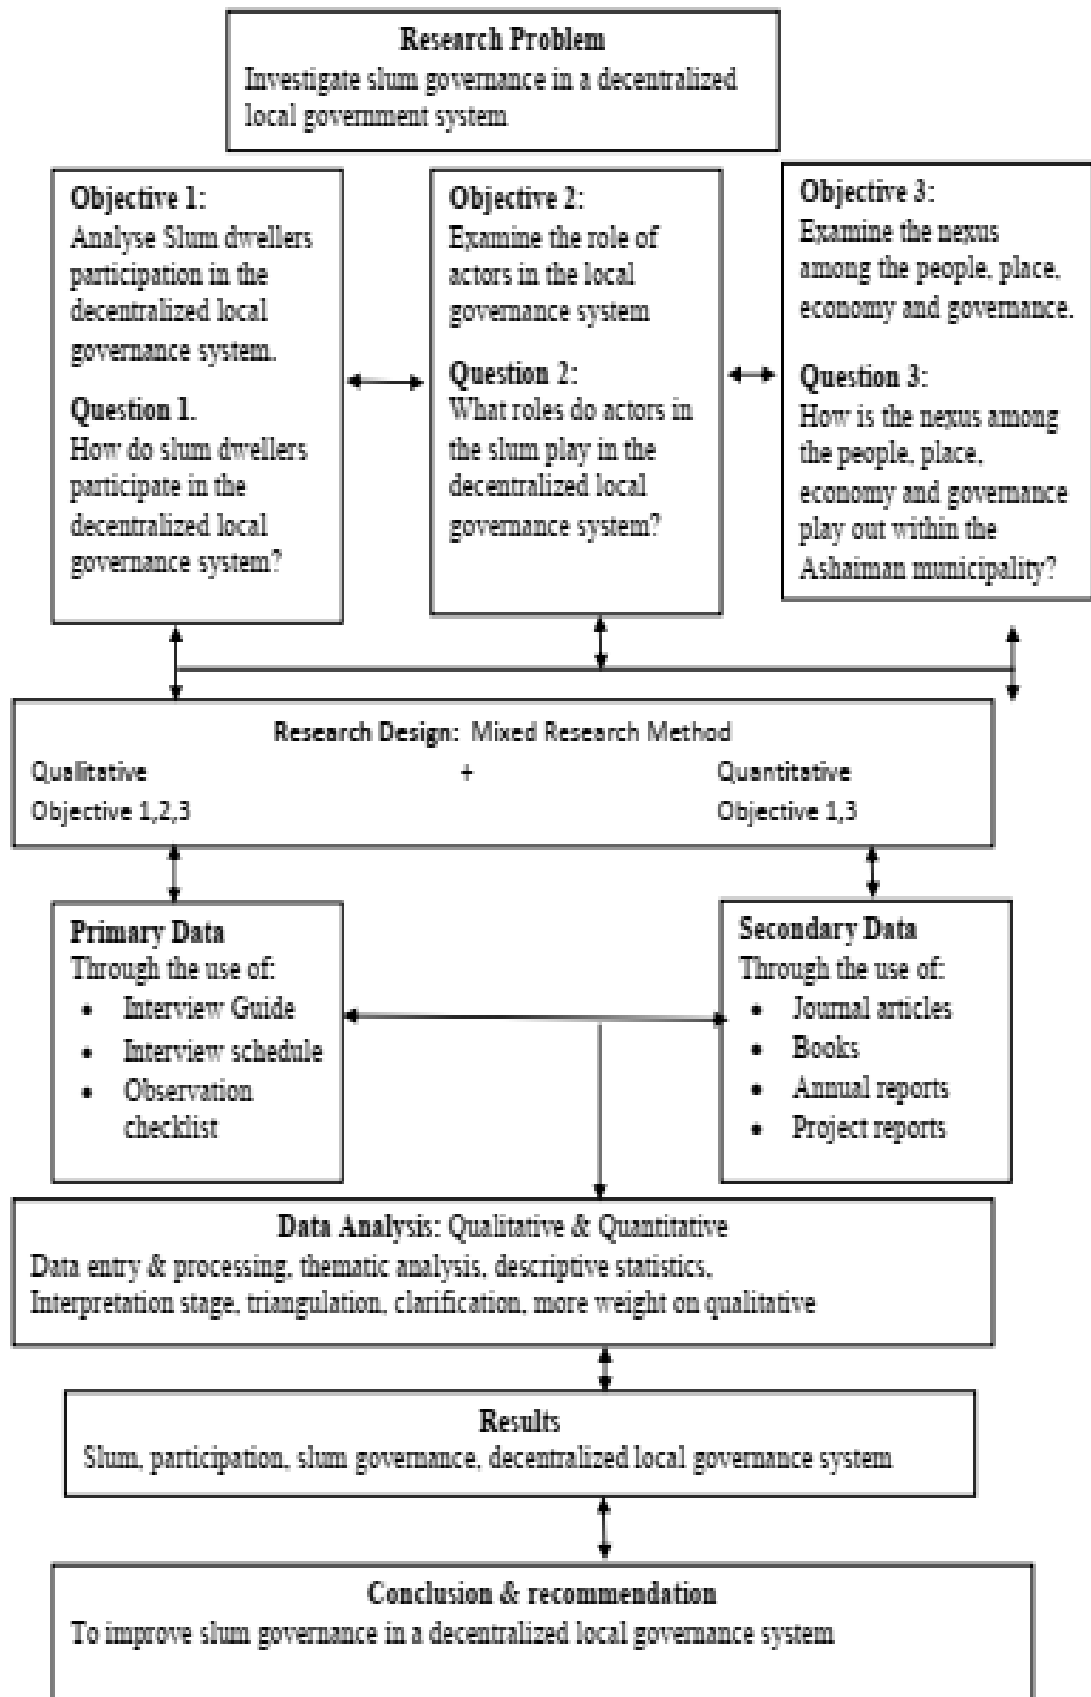 Research Problem
Investigate slum governance in a decentralized
local government system
Objective 1:
Analyse Slum dwellers
participation in the
decentralized local
governance system.
Question 1.
How do slum dwellers
participate in the
decentralized local
governance system?
Objective 2:
Examine the role of
actors in the local
governance system
Question 2:
What roles do actors in
the slum play in the
decentralized local
governance system?
Objective 3:
Examine the nexus
among the people, place,
economy and governance.
Question 3:
How is the nexus among
the people, place,
economy and governance
play out within the
Ashaiman municipality?
Research Design: Mixed Research Method
Qualitative + Quantitative
Objective 1,2,3 Objective 1,3
Primary Data
Through the use of:
• Interview Guide
• Interview schedule
• Observation
checklist
Secondary Data
Through the use of:
• Journal articles
• Books
• Annual reports
• Project reports
Data Analysis: Qualitative & Quantitative
Data entry & processing, thematic analysis, descriptive statistics,
Interpretation stage, triangulation, clarification, more weight on qualitative
Results
Slum, participation, slum governance, decentralized local governance system
Conclusion & recommendation
To improve slum governance in a decentralized local governance system